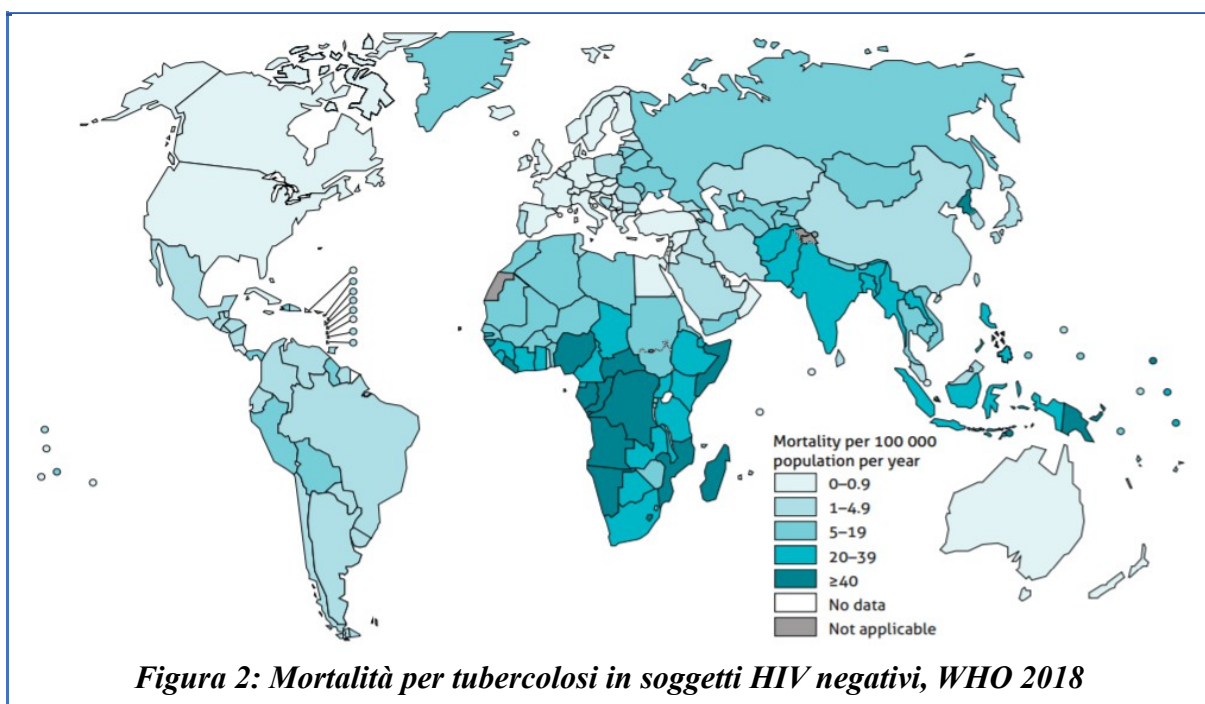 Mortality per 100 000
population per year
0–0.9
1–4.9
5–19
20–39
≥40
No data
Not applicable
Figura 2: Mortalità per tubercolosi in soggetti HIV negativi, WHO 2018